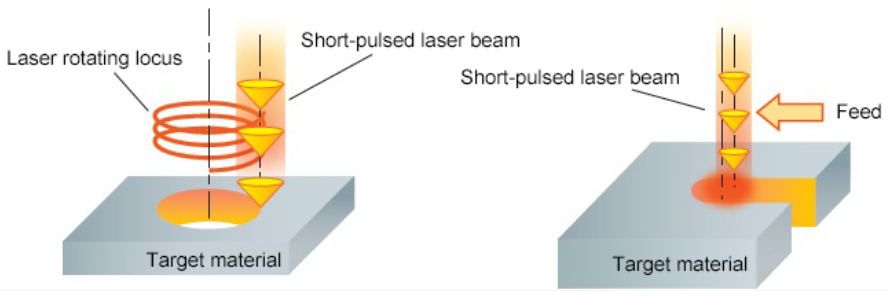 Laser rotating locus
Short-pulsed laser beam
Target material
Short-pulsed laser beam
Feed
Target material